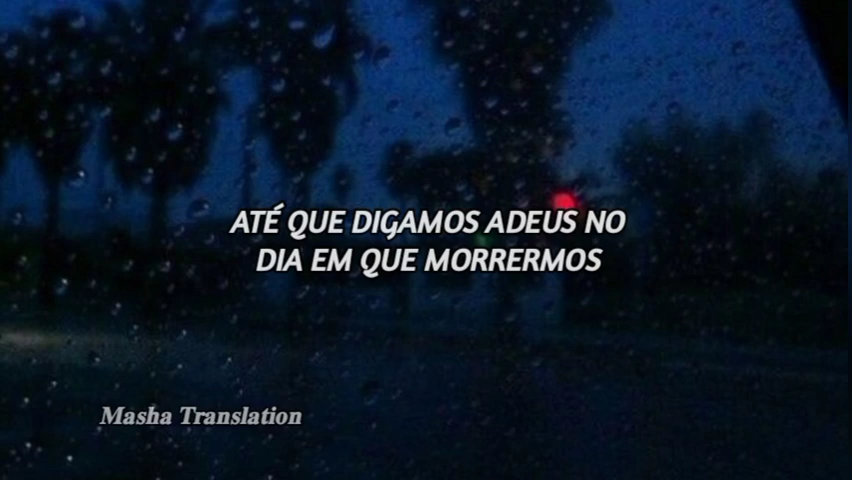 ATÉ QUE DIGAMOS ADEUS NO
DIA EM QUE MORRERMOS
Masha Translation